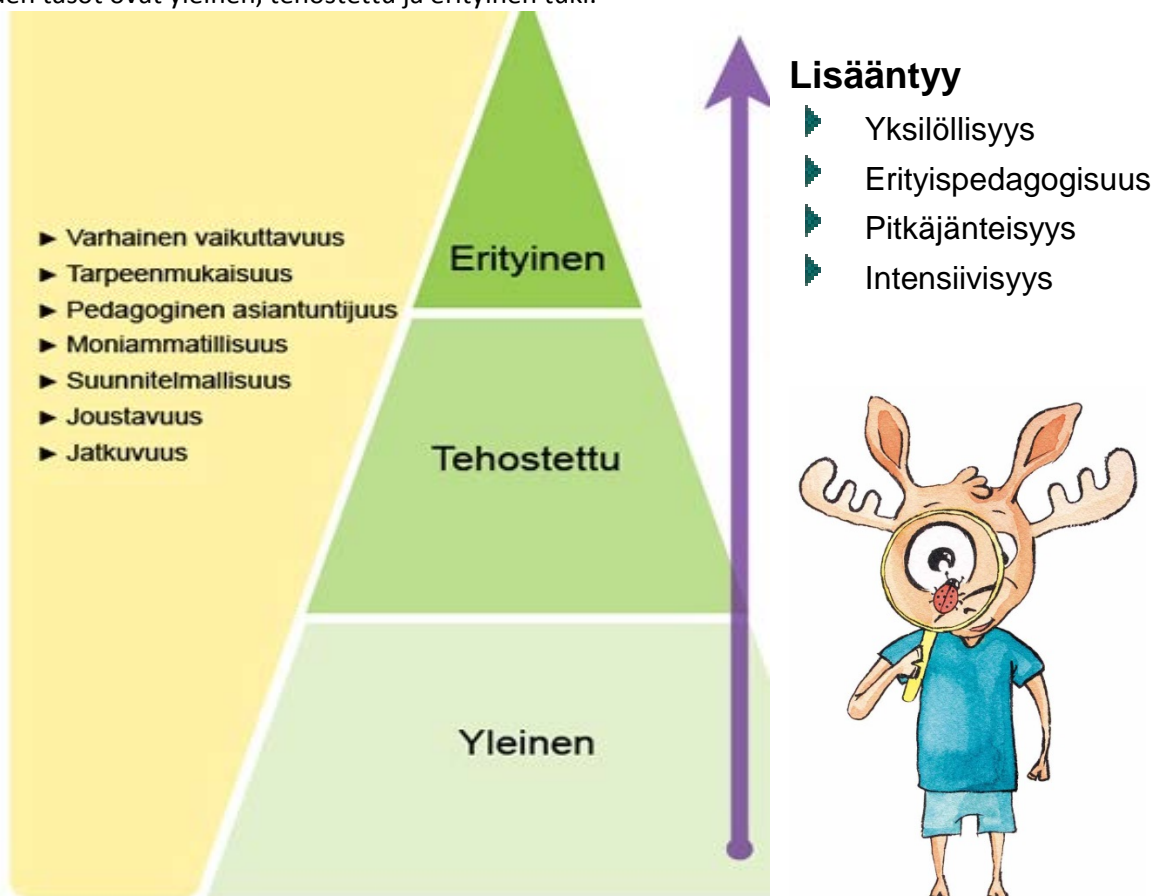 tasot ovat yleinen, tehostettu ja erityinen tuki.
Lisääntyy
Yksilöllisyys
Erityispedagogisuus
Pitkäjänteisyys
Intensiivisyys
► Varhainen vaikuttavuus
► Tarpeenmukaisuus
► Pedagoginen asiantuntijuus
► Moniammatillisuus
► Suunnitelmallisuus
► Joustavuus
► Jatkuvuus
Erityinen
Tehostettu
Yleinen